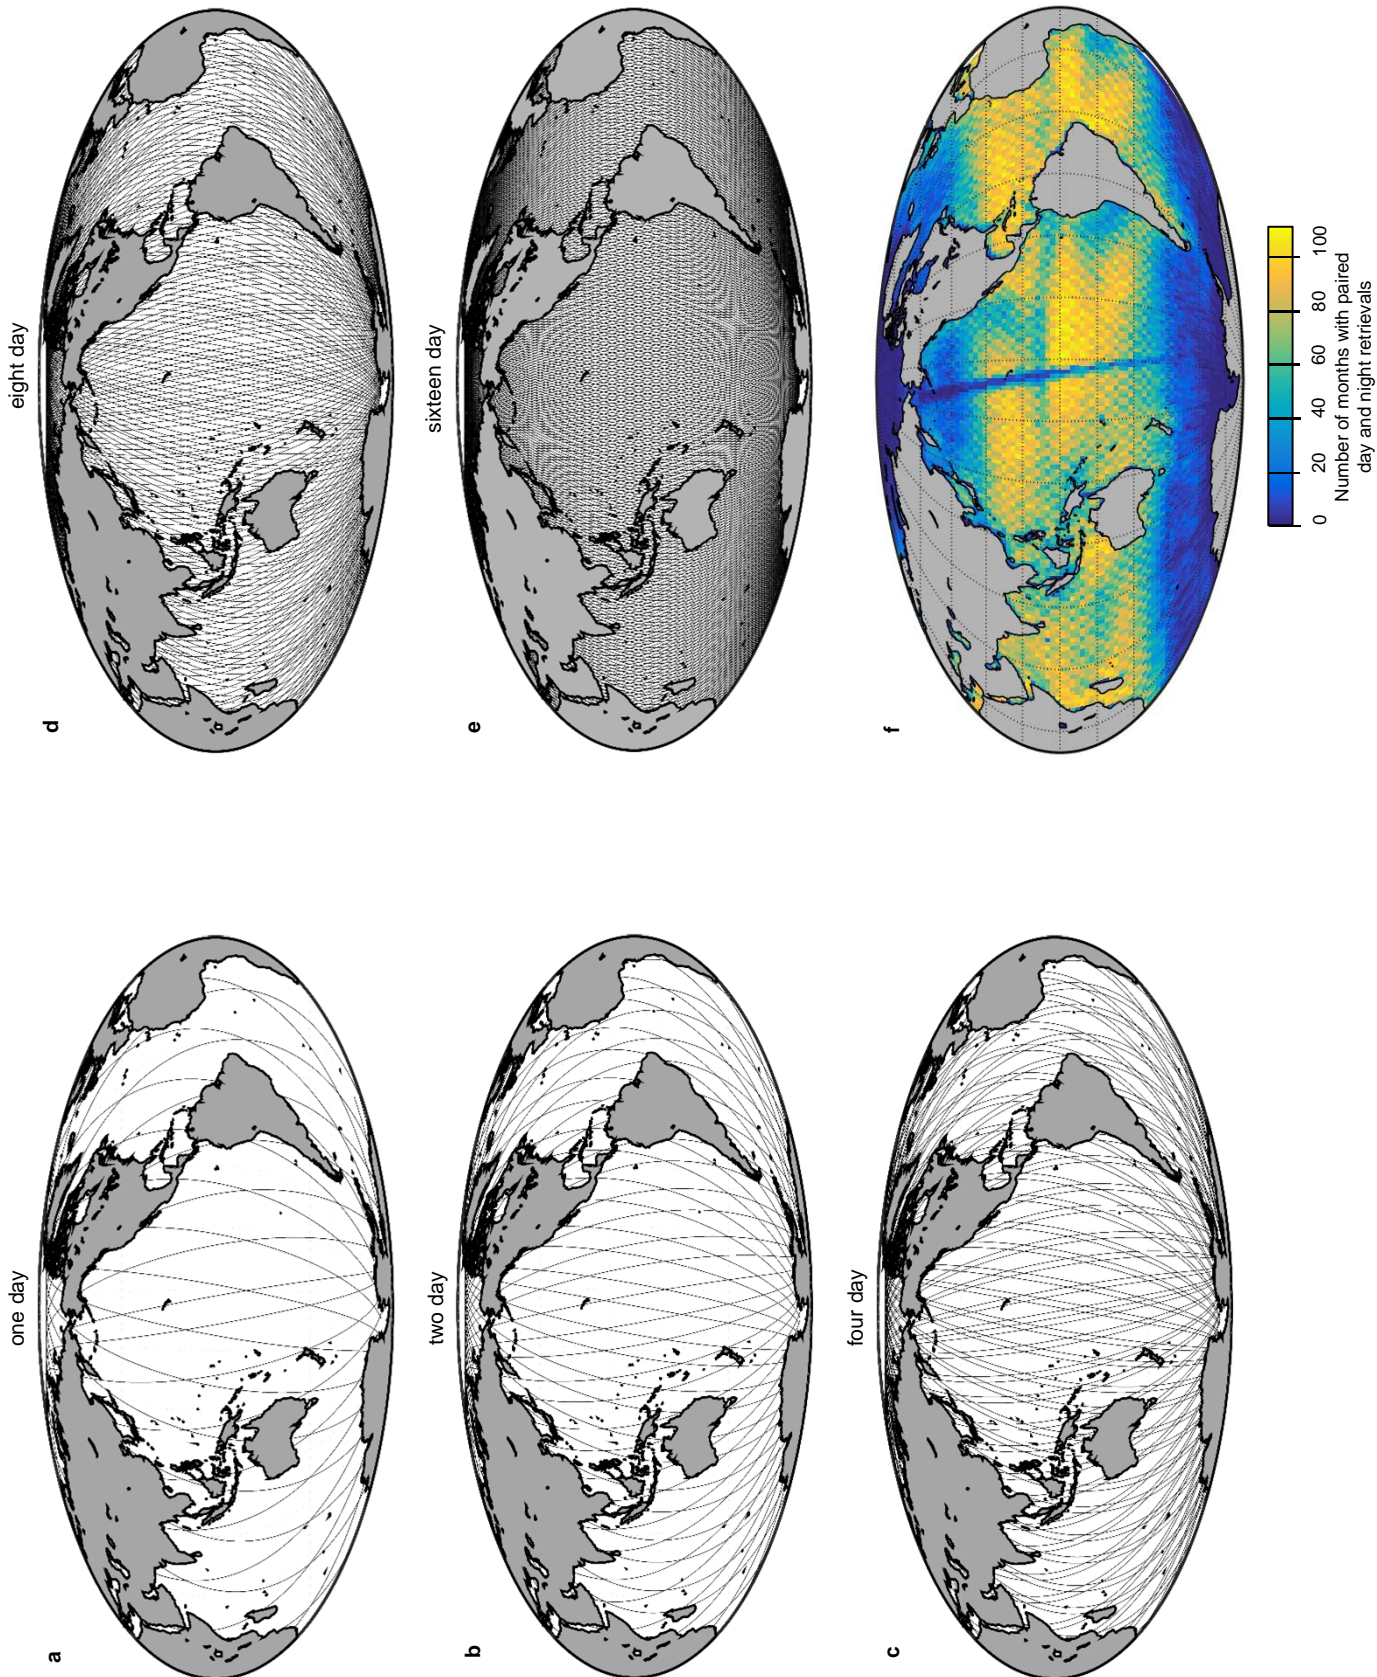 a
one day
b
two day
c
four day
d
eight day
e
sixteen day
f
0 20 40 60 80 100
Number of months with paired
day and night retrievals